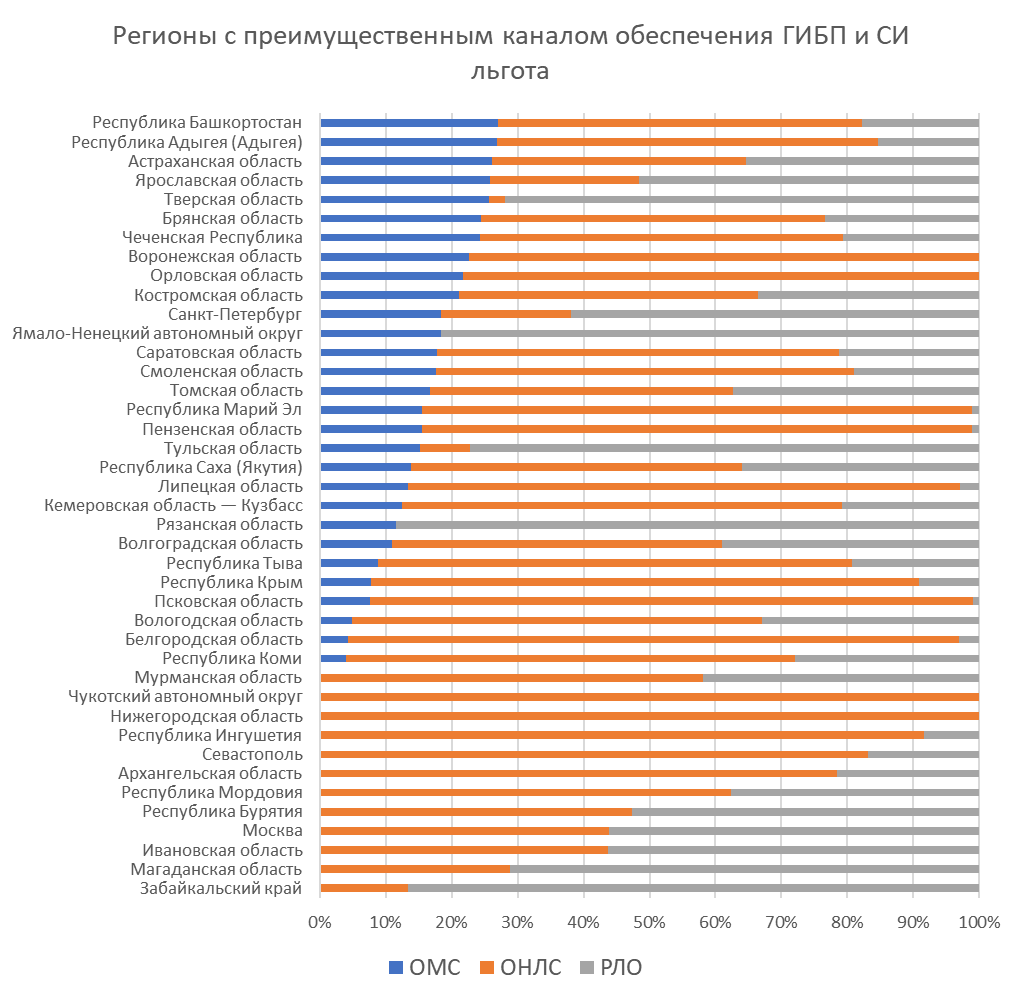 Регионы с преимущественным каналом обеспечения ГИБП и СИ
льгота
Республика Башкортостан
Республика Адыгея (Адыгея)
Астраханская область
Ярославская область
Тверская область
Брянская область
Чеченская Республика
Воронежская область
Орловская область
Костромская область
Санкт-Петербург
Ямало-Ненецкий автономный округ
Саратовская область
Смоленская область
Томская область
Республика Марий Эл
Пензенская область
Тульская область
Республика Саха (Якутия)
Липецкая область
Кемеровская область — Кузбасс
Рязанская область
Волгоградская область
Республика Тыва
Республика Крым
Псковская область
Вологодская область
Белгородская область
Республика Коми
Мурманская область
Чукотский автономный округ
Нижегородская область
Республика Ингушетия
Севастополь
Архангельская область
Республика Мордовия
Республика Бурятия
Москва
Ивановская область
Магаданская область
Забайкальский край
0% 10% 20% 30% 40% 50% 60% 70% 80% 90% 100%
ОМС ОНЛС РЛО